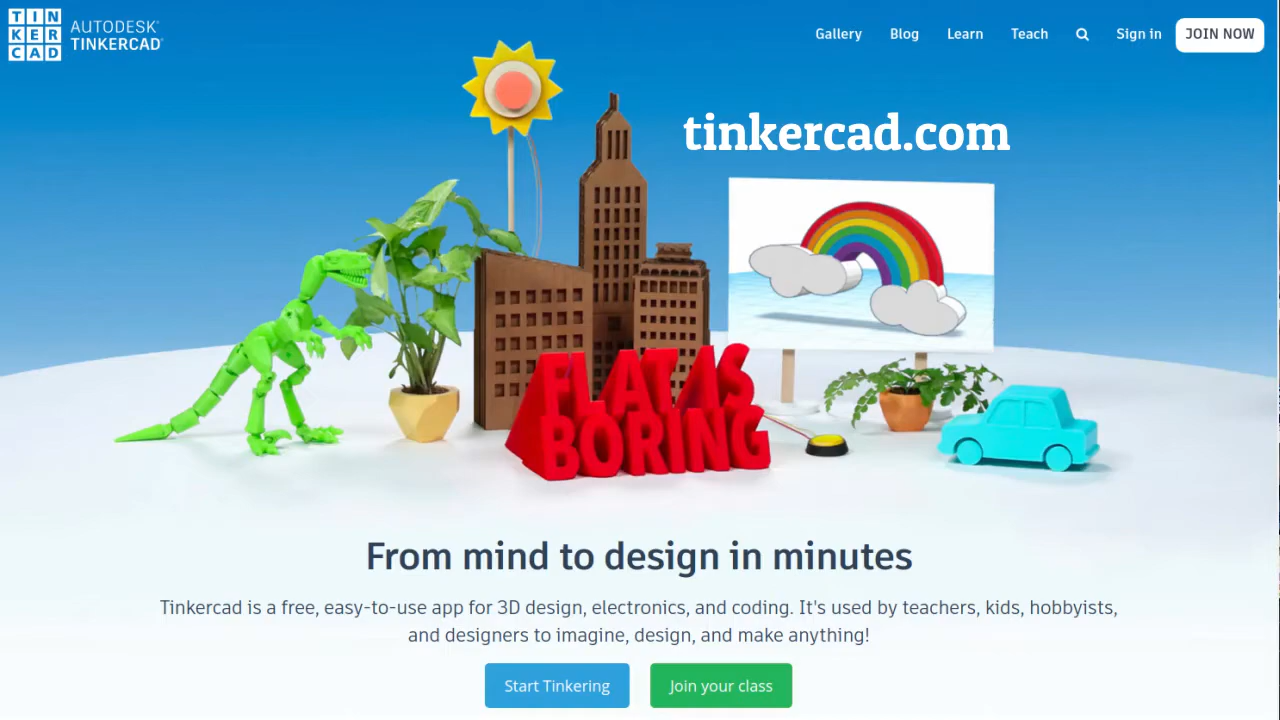 TIN
KER
CAD
AUTODESK®
TINKERCAD®
Gallery
Blog
Learn
Teach
Sign in
JOIN NOW
tinkercad.com
FLAT IS
BORING
From mind to design in minutes
Tinkercad is a free, easy-to-use app for 3D design, electronics, and coding. It's used by teachers, kids, hobbyists,
and designers to imagine, design, and make anything!
Start Tinkering
Join your class